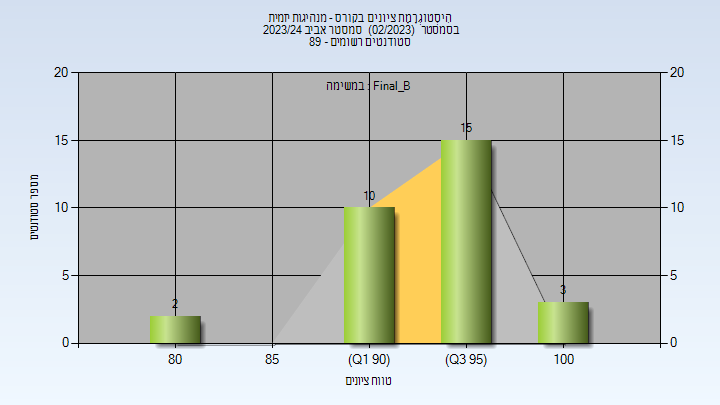 היסטוגרמת ציונים בקורס - מנהיגות יזמית
בסמסטר (02/2023) סמסטר אביב 2023/24
סטודנטים רשומים - 89
במשימה : Final_B
20
20
15
15
15
10
10
10
5
5
3
2
0
0
80
85
(Q1 90)
(Q3 95)
100
מספר סטודנטים
טווח ציונים